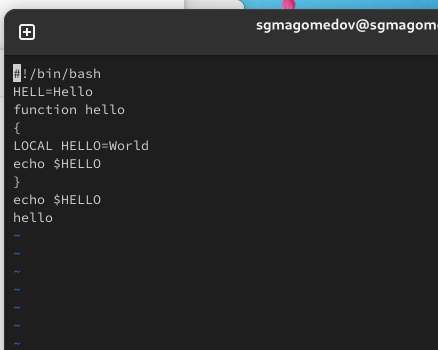 sgmagomedov@sgmagom
#!/bin/bash
HELL=Hello
function hello
{
LOCAL HELLO=World
echo $HELLO
}
echo $HELLO
hello
~
~
~
~
~
~
~